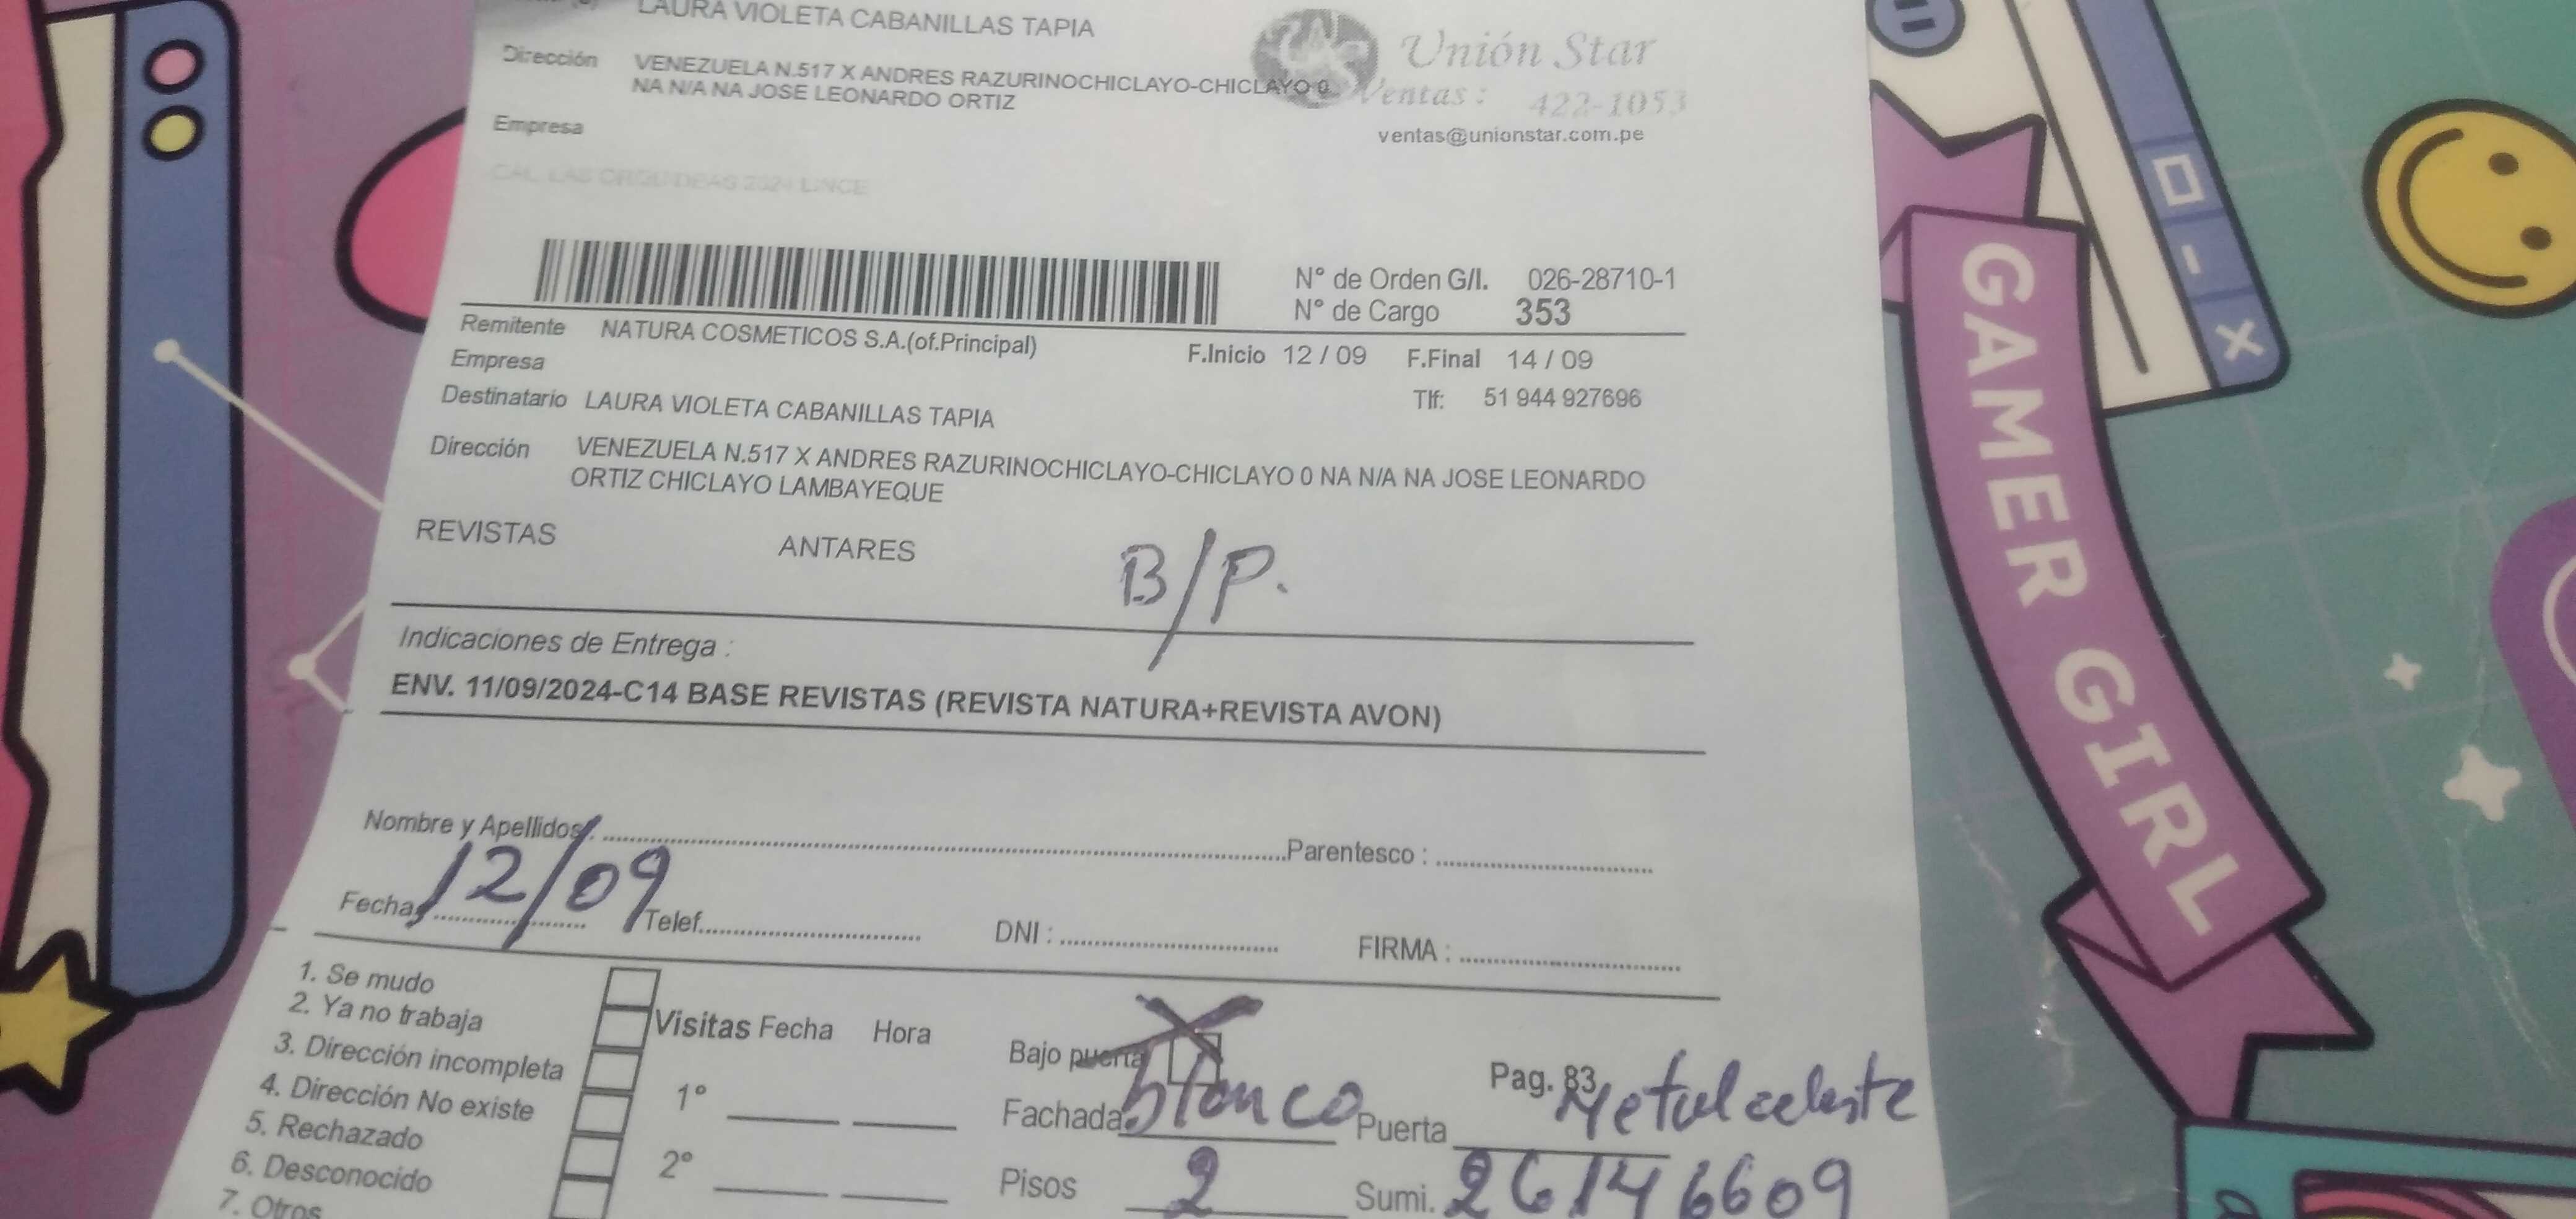 LAURA VIOLETA CABANILLAS TAPIA
Dirección VENEZUELA N.517 X ANDRES RAZURINOCHICLAYO-CHICLAYO 0
NA N/A NA JOSE LEONARDO ORTIZ
Unión Star
Ventas : 422-1053
ventas@unionstar.com.pe
Empresa
N° de Orden G/I. 026-28710-1
N° de Cargo 353
Remitente NATURA COSMETICOS S.A.(of.Principal)
F.Inicio 12 / 09 F.Final 14 / 09
Empresa
Tlf: 51 944 927696
Destinatario LAURA VIOLETA CABANILLAS TAPIA
Dirección VENEZUELA N.517 X ANDRES RAZURINOCHICLAYO-CHICLAYO 0 NA N/A NA JOSE LEONARDO
ORTIZ CHICLAYO LAMBAYEQUE
REVISTAS ANTARES B/P.
Indicaciones de Entrega :
ENV. 11/09/2024-C14 BASE REVISTAS (REVISTA NATURA+REVISTA AVON)
Nombre y Apellidos: Parentesco :
Fecha 12/09 Telef. DNI : FIRMA :
1. Se mudo
2. Ya no trabaja
3. Dirección incompleta
4. Dirección No existe
5. Rechazado
6. Desconocido
7. Otros
Visitas Fecha Hora
1°
2°
Bajo puerta X
Pag. 83
Fachada blanco Puerta Metal celeste
Pisos 2 Sumi. 26146609
GAMER GIRL